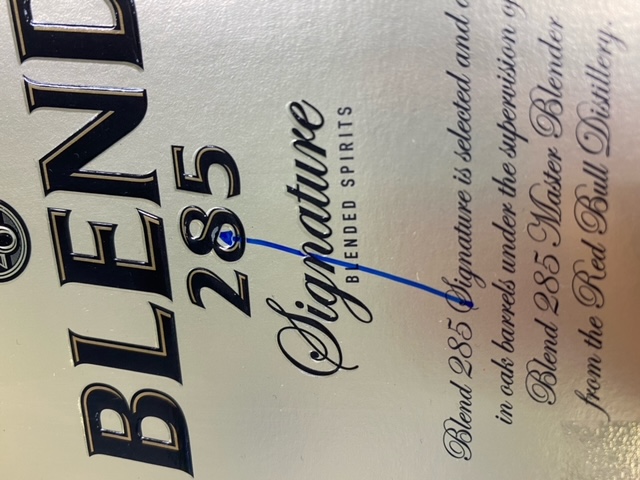 BLEND
285
Signature
BLENDED SPIRITS
Blend 285 Signature is selected and
in oak barrels under the supervision of
Blend 285 Master Blender
from the Red Bull Distillery.